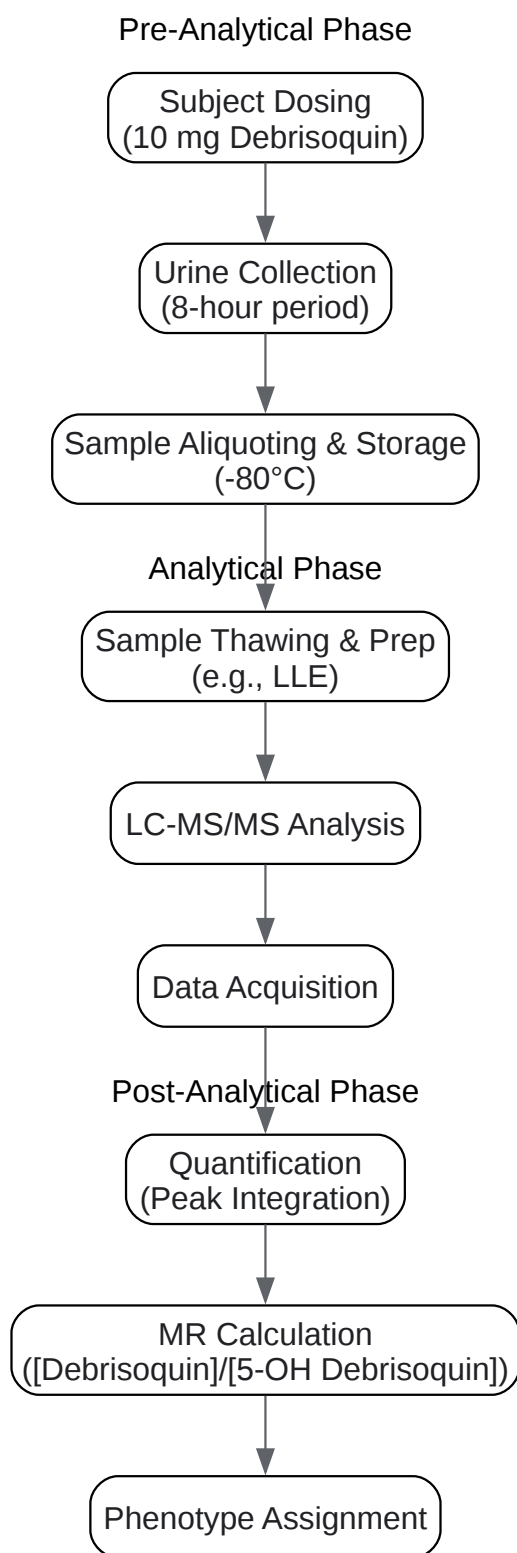 Pre-Analytical Phase
Subject Dosing
(10 mg Debrisoquin)
Urine Collection
(8-hour period)
Sample Aliquoting & Storage
(-80°C)
Analytical Phase
Sample Thawing & Prep
(e.g., LLE)
LC-MS/MS Analysis
Data Acquisition
Post-Analytical Phase
Quantification
(Peak Integration)
MR Calculation
([Debrisoquin]/[5-OH Debrisoquin])
Phenotype Assignment